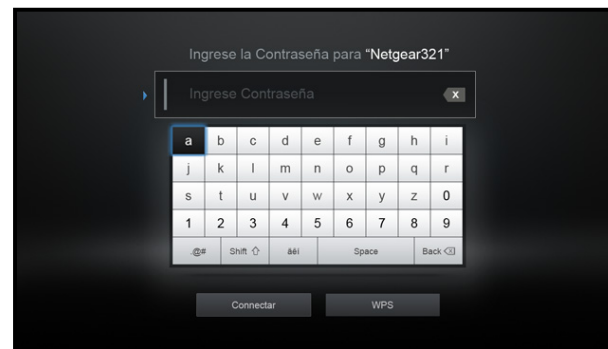 Ingrese la Contraseña para “Netgear321”
Ingrese Contraseña x
a b c d e f g h i
j k l m n o p q r
s t u v w x y z 0
1 2 3 4 5 6 7 8 9
.@# Shift äêí Space Back
Connectar WPS